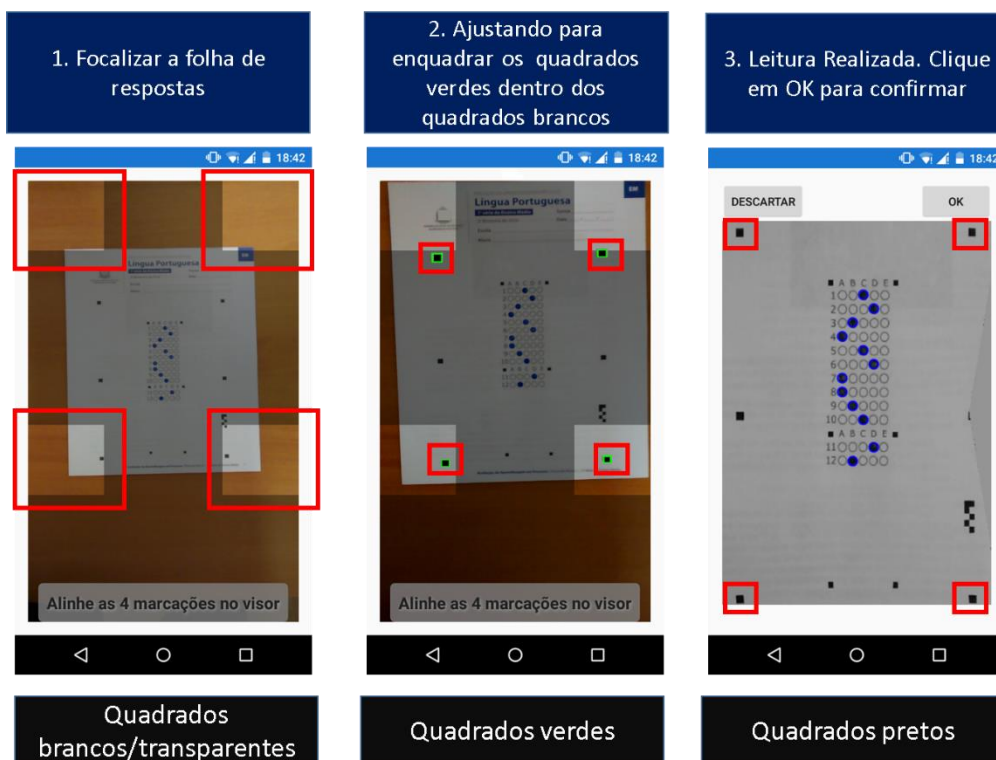 1. Focalizar a folha de
respostas
2. Ajustando para
enquadrar os quadrados
verdes dentro dos
quadrados brancos
3. Leitura Realizada. Clique
em OK para confirmar
18:42
18:42
18:42
Lingua Portuguesa
EM
Alinhe as 4 marcações no visor
Lingua Portuguesa
EM
Alinhe as 4 marcações no visor
DESCARTAR
OK
A B C D E
1
2
3
4
5
6
7
8
9
10
A B C D E
11
12
Quadrados
brancos/transparentes
Quadrados verdes
Quadrados pretos